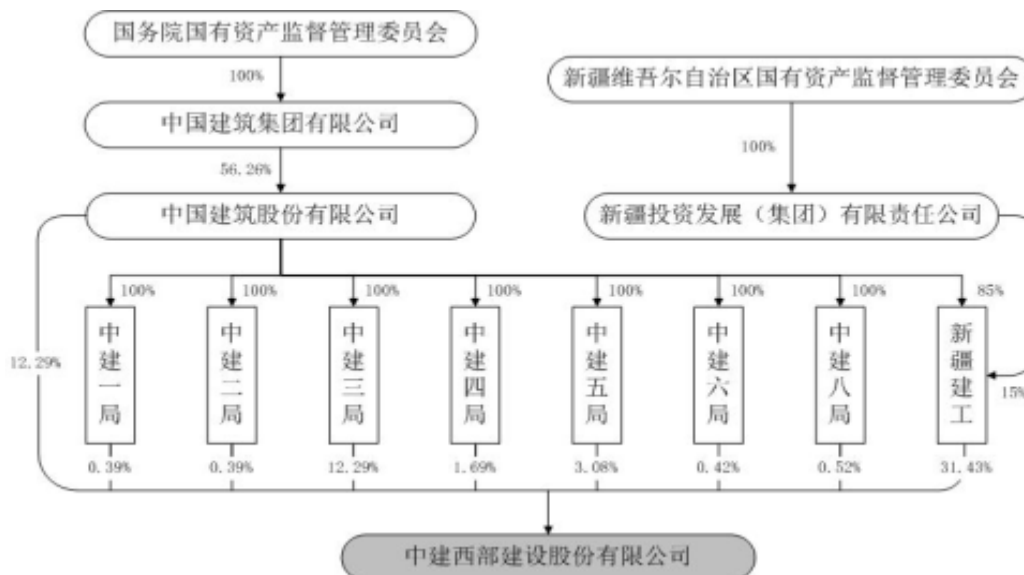 国务院国有资产监督管理委员会
100%
中国建筑集团有限公司
56.26%
中国建筑股份有限公司
新疆维吾尔自治区国有资产监督管理委员会
100%
新疆投资发展（集团）有限责任公司
100%
100%
100%
100%
100%
100%
100%
85%
中建一局
中建二局
中建三局
中建四局
中建五局
中建六局
中建八局
新疆建工
12.29%
15%
0.39%
0.39%
12.29%
1.69%
3.08%
0.42%
0.52%
31.43%
中建西部建设股份有限公司